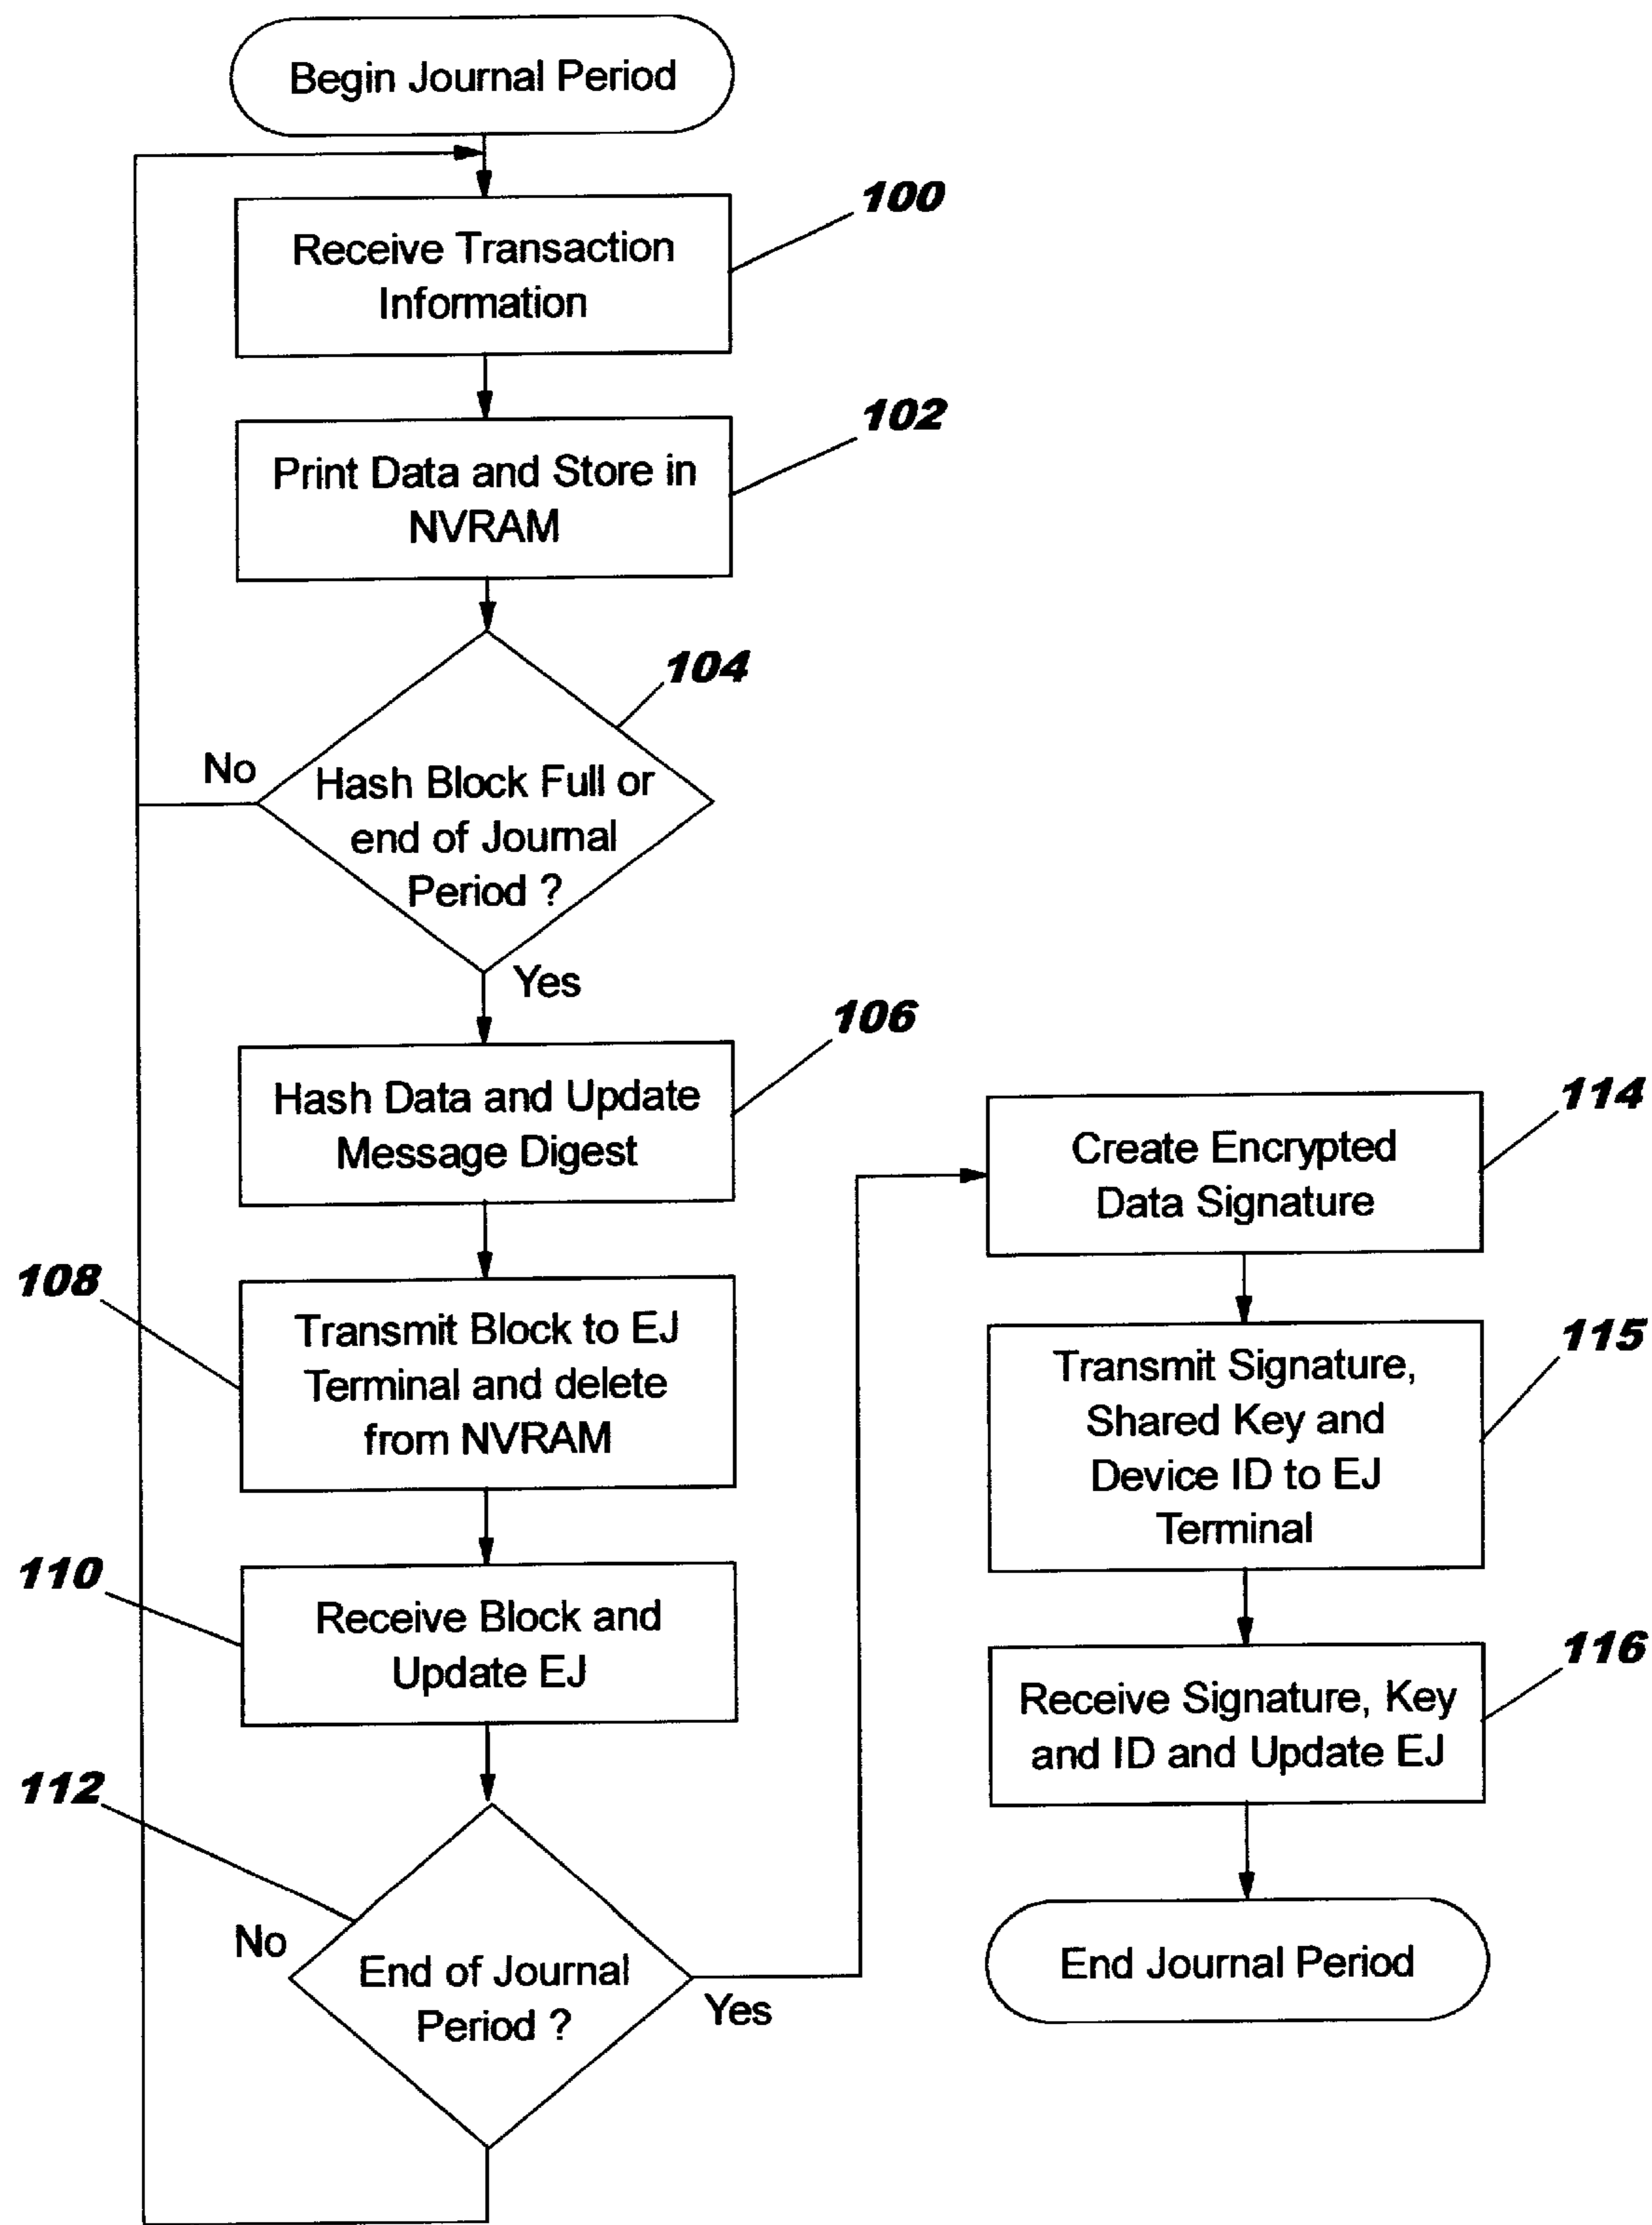 Begin Journal Period
100
Receive Transaction
Information
102
Print Data and Store in
NVRAM
104
No
Hash Block Full or
end of Journal
Period ?
Yes
106
Hash Data and Update
Message Digest
108
Transmit Block to EJ
Terminal and delete
from NVRAM
110
Receive Block and
Update EJ
112
No
End of Journal
Period ?
Yes
114
Create Encrypted
Data Signature
115
Transmit Signature,
Shared Key and
Device ID to EJ
Terminal
116
Receive Signature, Key
and ID and Update EJ
End Journal Period